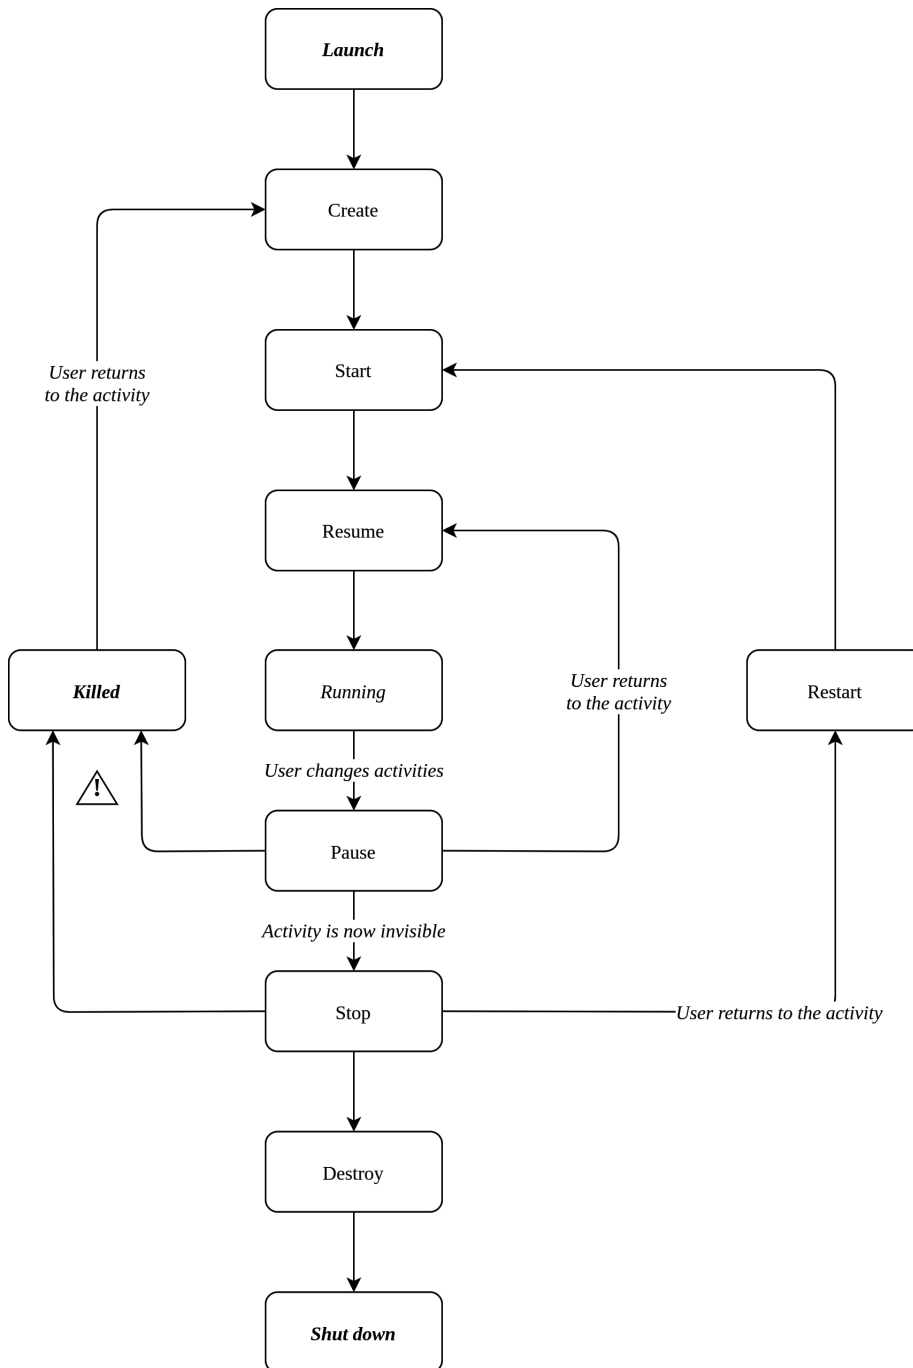 Launch
Create
User returns
to the activity
Start
Resume
User returns
to the activity
Killed
Running
Restart
!
User changes activities
Pause
Activity is now invisible
Stop
User returns to the activity
Destroy
Shut down